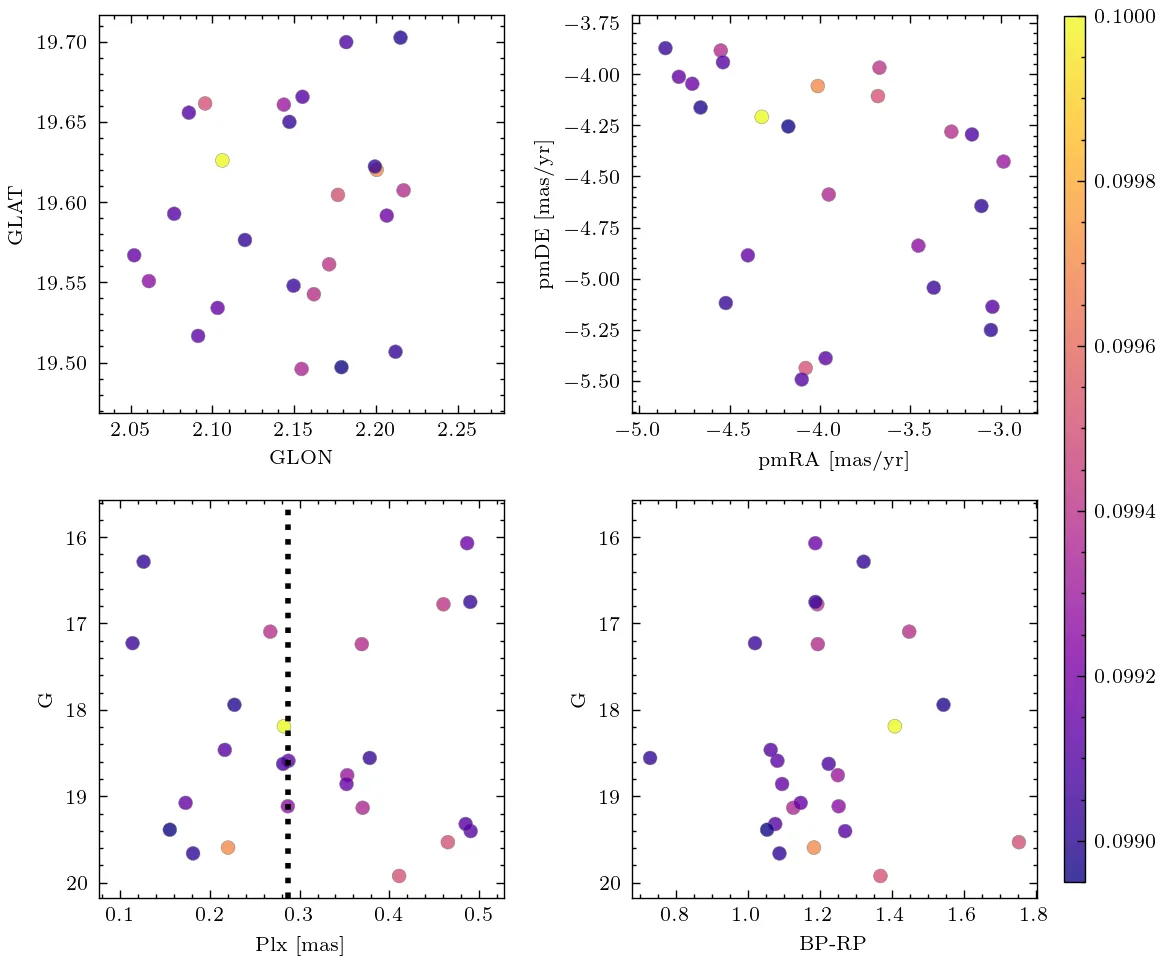 19.70
19.65
19.60
19.55
19.50
GLAT
2.05 2.10 2.15 2.20 2.25
GLON
−3.75
−4.00
−4.25
−4.50
−4.75
−5.00
−5.25
−5.50
pmDE [mas/yr]
−5.0 −4.5 −4.0 −3.5 −3.0
pmRA [mas/yr]
0.1000
0.0998
0.0996
0.0994
0.0992
0.0990
16
17
18
19
20
G
0.1 0.2 0.3 0.4 0.5
Plx [mas]
16
17
18
19
20
G
0.8 1.0 1.2 1.4 1.6 1.8
BP-RP